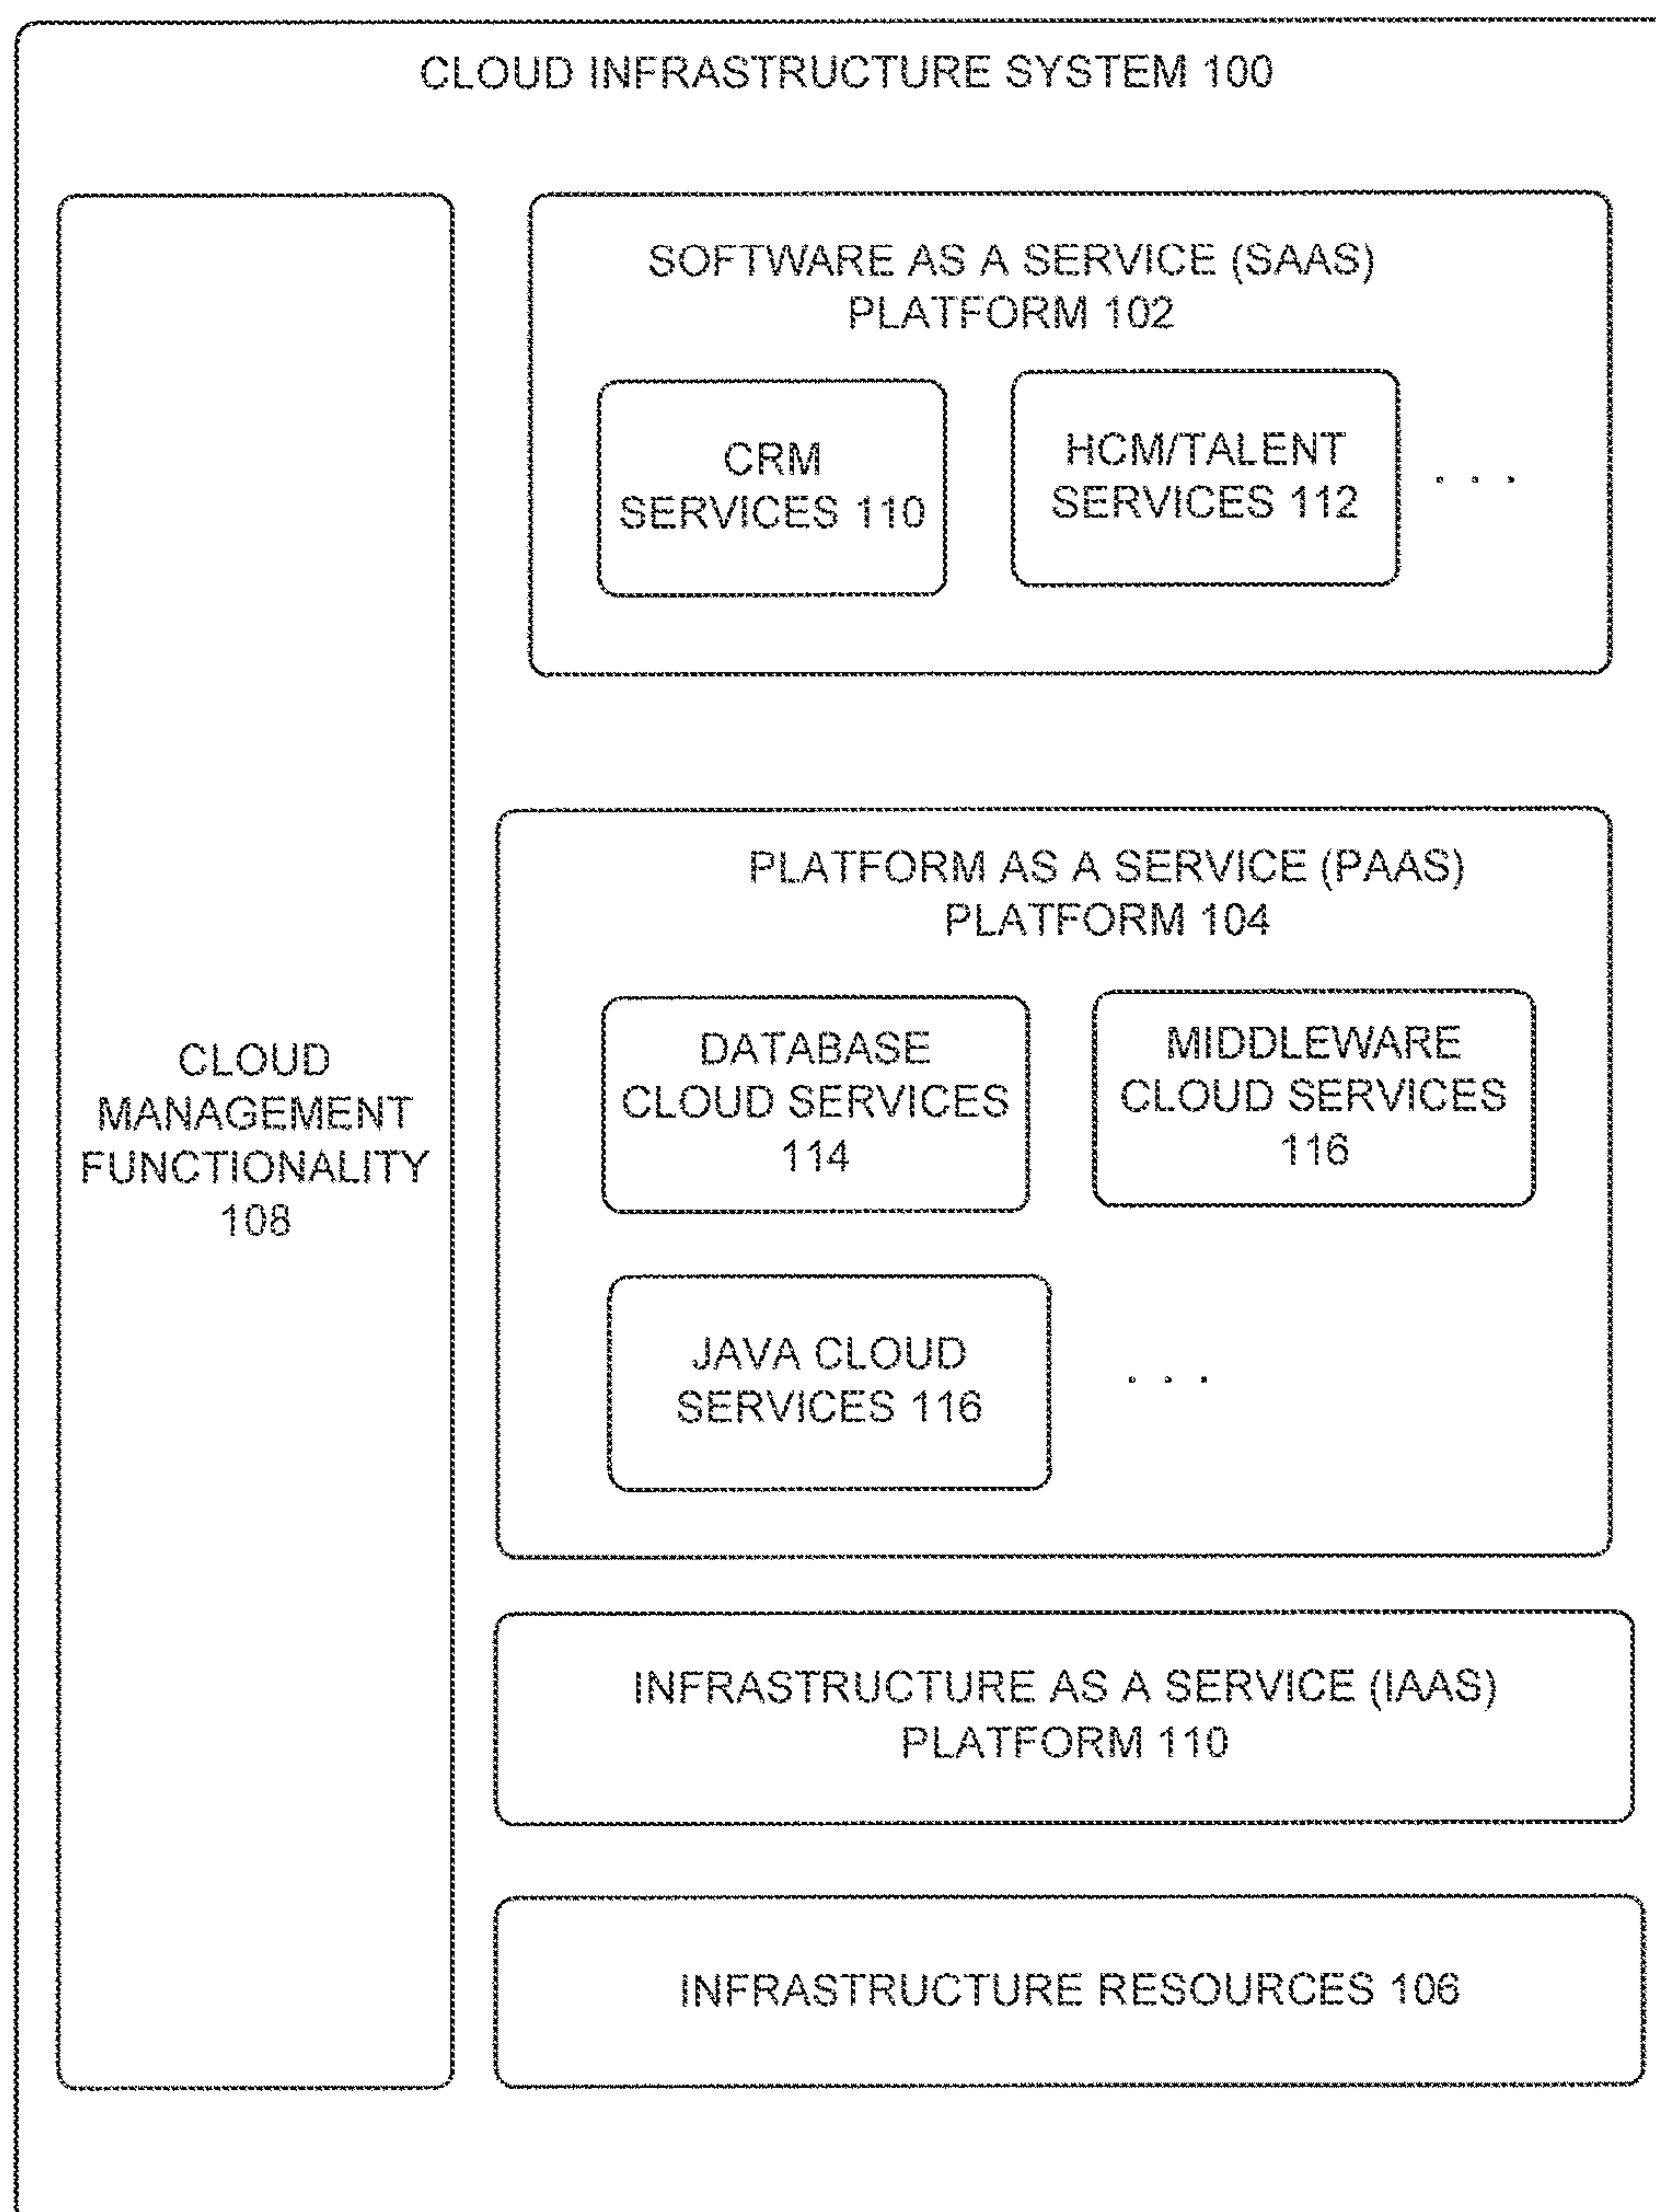 CLOUD INFRASTRUCTURE SYSTEM 100
SOFTWARE AS A SERVICE (SAAS)
PLATFORM 102
CRM
SERVICES 110
HCM/TALENT
SERVICES 112
. . .
PLATFORM AS A SERVICE (PAAS)
PLATFORM 104
DATABASE
CLOUD SERVICES
114
MIDDLEWARE
CLOUD SERVICES
116
JAVA CLOUD
SERVICES 116
. . .
CLOUD
MANAGEMENT
FUNCTIONALITY
108
INFRASTRUCTURE AS A SERVICE (IAAS)
PLATFORM 110
INFRASTRUCTURE RESOURCES 106